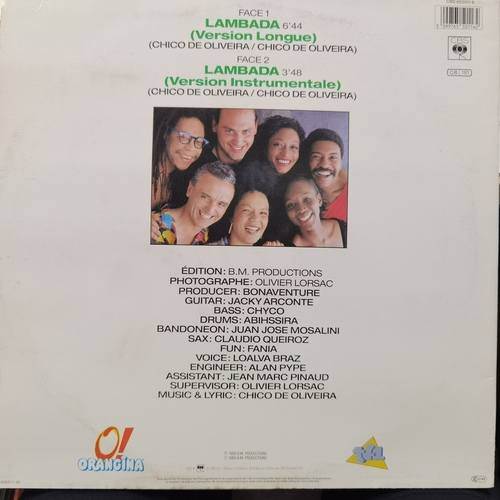 FACE 1
LAMBADA 6'44
(Version Longue)
(CHICO DE OLIVEIRA / CHICO DE OLIVEIRA)
FACE 2
LAMBADA 3'48
(Version Instrumentale)
(CHICO DE OLIVEIRA / CHICO DE OLIVEIRA)
CBS
ÉDITION: B.M. PRODUCTIONS
PHOTOGRAPHE: OLIVIER LORSAC
PRODUCER: BONAVENTURE
GUITAR: JACKY ARCONTE
BASS: CHYCO
DRUMS: ABIHSSIRA
BANDONEON: JUAN JOSE MOSALINI
SAX: CLAUDIO QUEIROZ
FUN: FANIA
VOICE: LOALVA BRAZ
ENGINEER: ALAN PYPE
ASSISTANT: JEAN MARC PINAUD
SUPERVISOR: OLIVIER LORSAC
MUSIC & LYRIC: CHICO DE OLIVEIRA
O!
ORANGINA